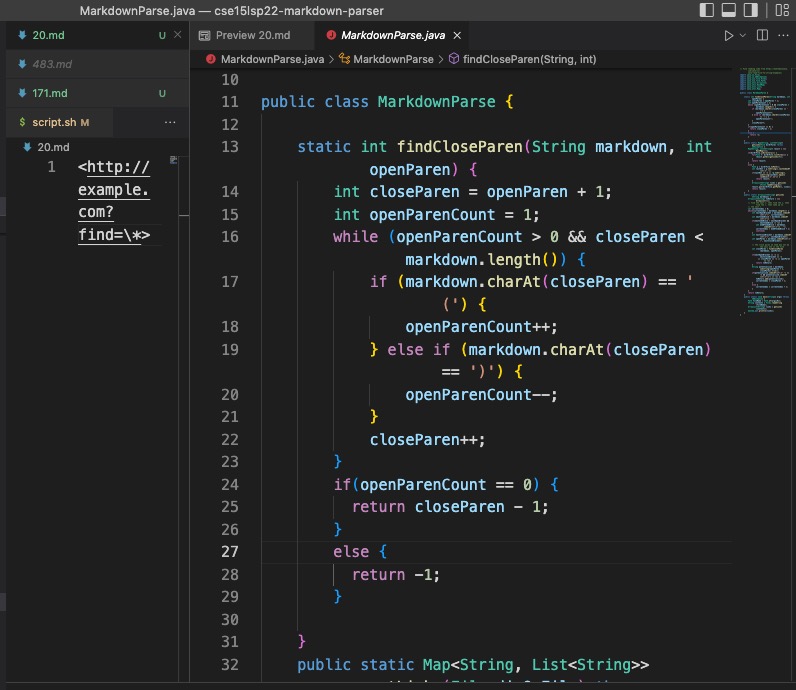 MarkdownParse.java — cse15lsp22-markdown-parser
20.md U
483.md
171.md U
$ script.sh M ...
20.md
1 <http://
example.
com?
find=\*>
Preview 20.md
MarkdownParse.java
MarkdownParse.java > MarkdownParse > findCloseParen(String, int)
10
11 public class MarkdownParse {
12
13 static int findCloseParen(String markdown, int
openParen) {
14 int closeParen = openParen + 1;
15 int openParenCount = 1;
16 while (openParenCount > 0 && closeParen <
markdown.length()) {
17 if (markdown.charAt(closeParen) == '
(') {
18 openParenCount++;
19 } else if (markdown.charAt(closeParen)
== ')') {
20 openParenCount--;
21 }
22 closeParen++;
23 }
24 if(openParenCount == 0) {
25 return closeParen - 1;
26 }
27 else {
28 return -1;
29 }
30
31 }
32 public static Map<String, List<String>>